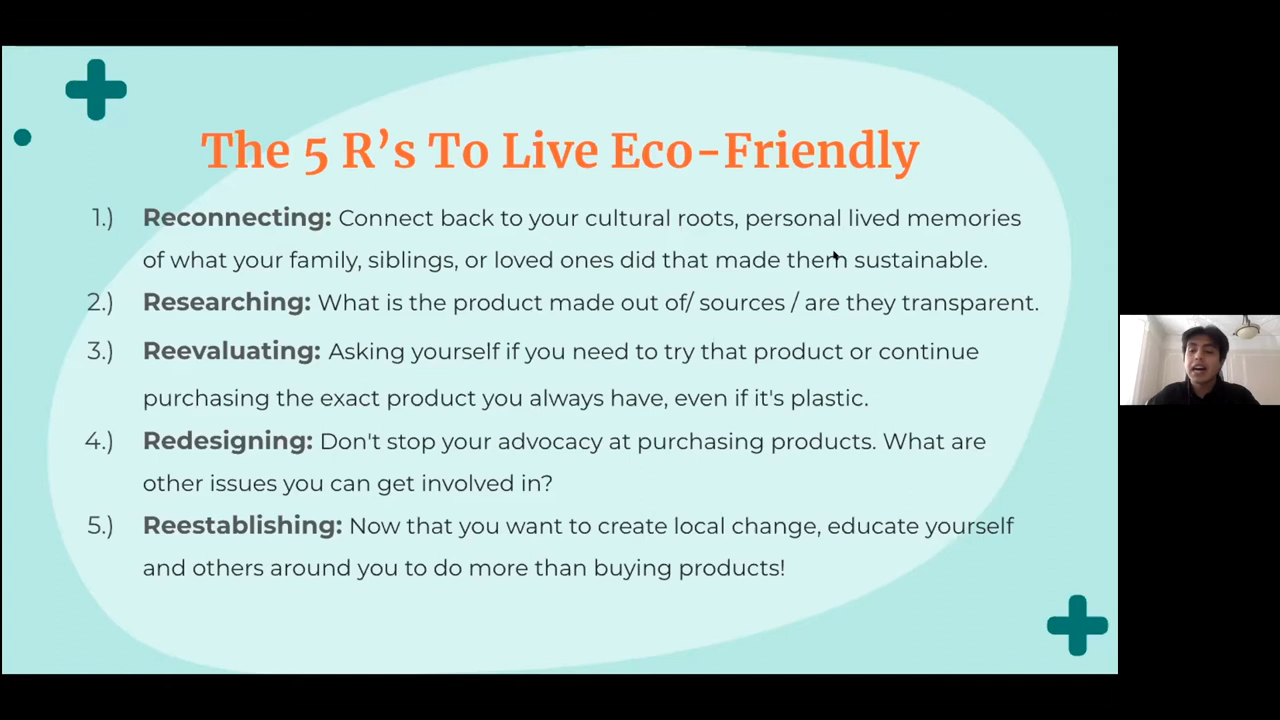 The 5 R’s To Live Eco-Friendly
1.) Reconnecting: Connect back to your cultural roots, personal lived memories
of what your family, siblings, or loved ones did that made them sustainable.
2.) Researching: What is the product made out of/ sources / are they transparent.
3.) Reevaluating: Asking yourself if you need to try that product or continue
purchasing the exact product you always have, even if it's plastic.
4.) Redesigning: Don't stop your advocacy at purchasing products. What are
other issues you can get involved in?
5.) Reestablishing: Now that you want to create local change, educate yourself
and others around you to do more than buying products!